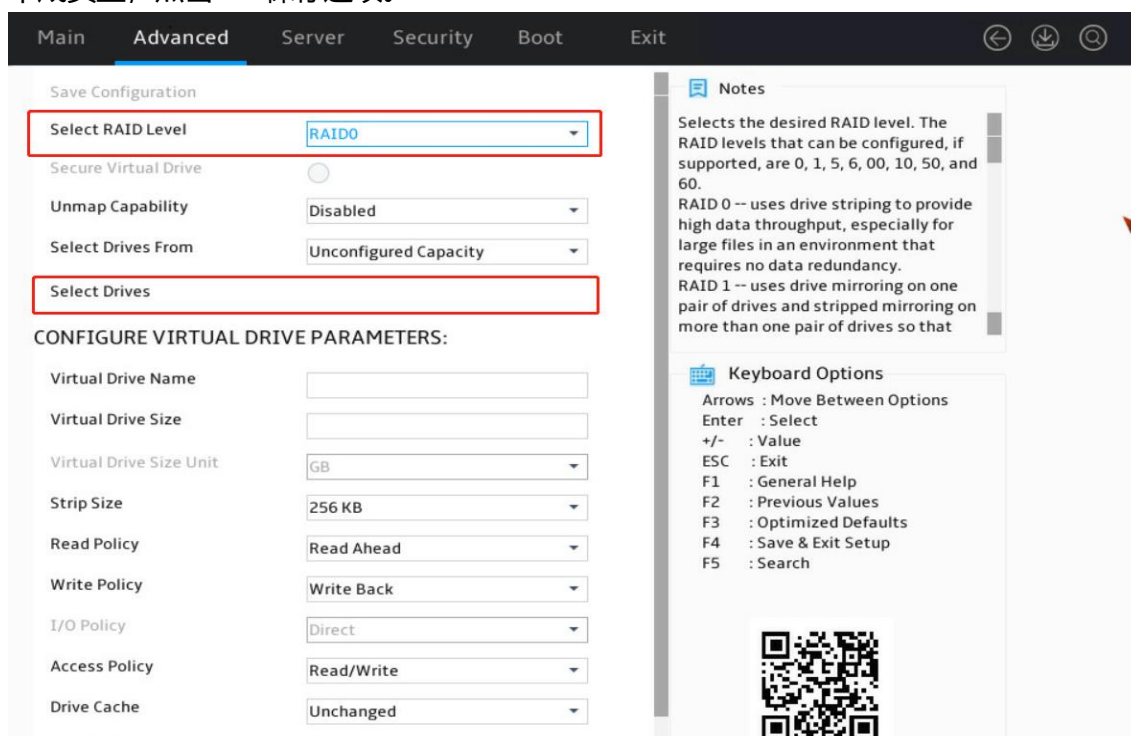 Main Advanced Server Security Boot Exit
Save Configuration
Select RAID Level RAID0
Secure Virtual Drive
Unmap Capability Disabled
Select Drives From Unconfigured Capacity
Select Drives
CONFIGURE VIRTUAL DRIVE PARAMETERS:
Virtual Drive Name
Virtual Drive Size
Virtual Drive Size Unit GB
Strip Size 256 KB
Read Policy Read Ahead
Write Policy Write Back
I/O Policy Direct
Access Policy Read/Write
Drive Cache Unchanged
Notes
Selects the desired RAID level. The
RAID levels that can be configured, if
supported, are 0, 1, 5, 6, 00, 10, 50, and
60.
RAID 0 -- uses drive striping to provide
high data throughput, especially for
large files in an environment that
requires no data redundancy.
RAID 1 -- uses drive mirroring on one
pair of drives and stripped mirroring on
more than one pair of drives so that
Keyboard Options
Arrows : Move Between Options
Enter : Select
+/- : Value
ESC : Exit
F1 : General Help
F2 : Previous Values
F3 : Optimized Defaults
F4 : Save & Exit Setup
F5 : Search